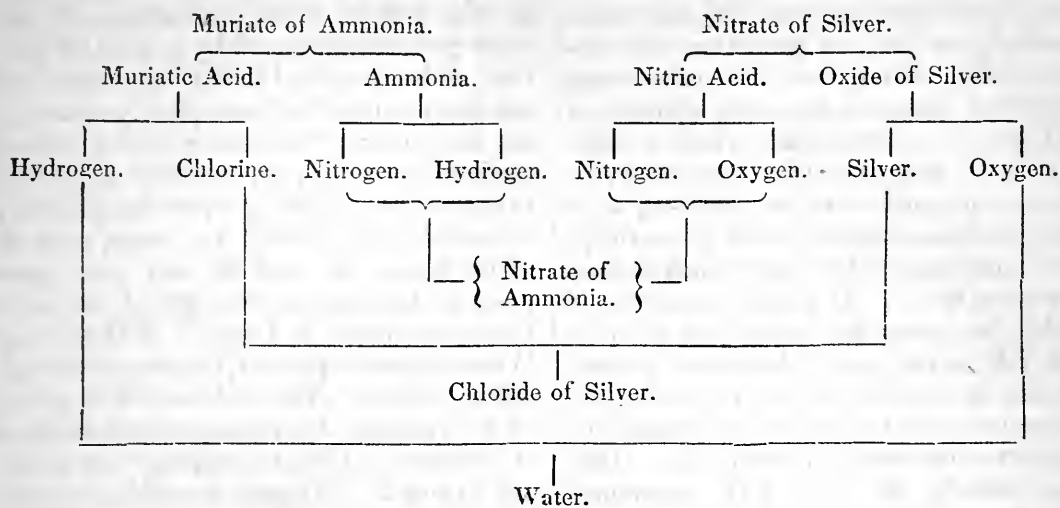 Muriate of Ammonia. Nitrate of Silver.
Muriatic Acid. Ammonia. Nitric Acid. Oxide of Silver.
Hydrogen. Chlorine. Nitrogen. Hydrogen. Nitrogen. Oxygen. Silver. Oxygen.
Nitrate of
Ammonia.
Chloride of Silver.
Water.